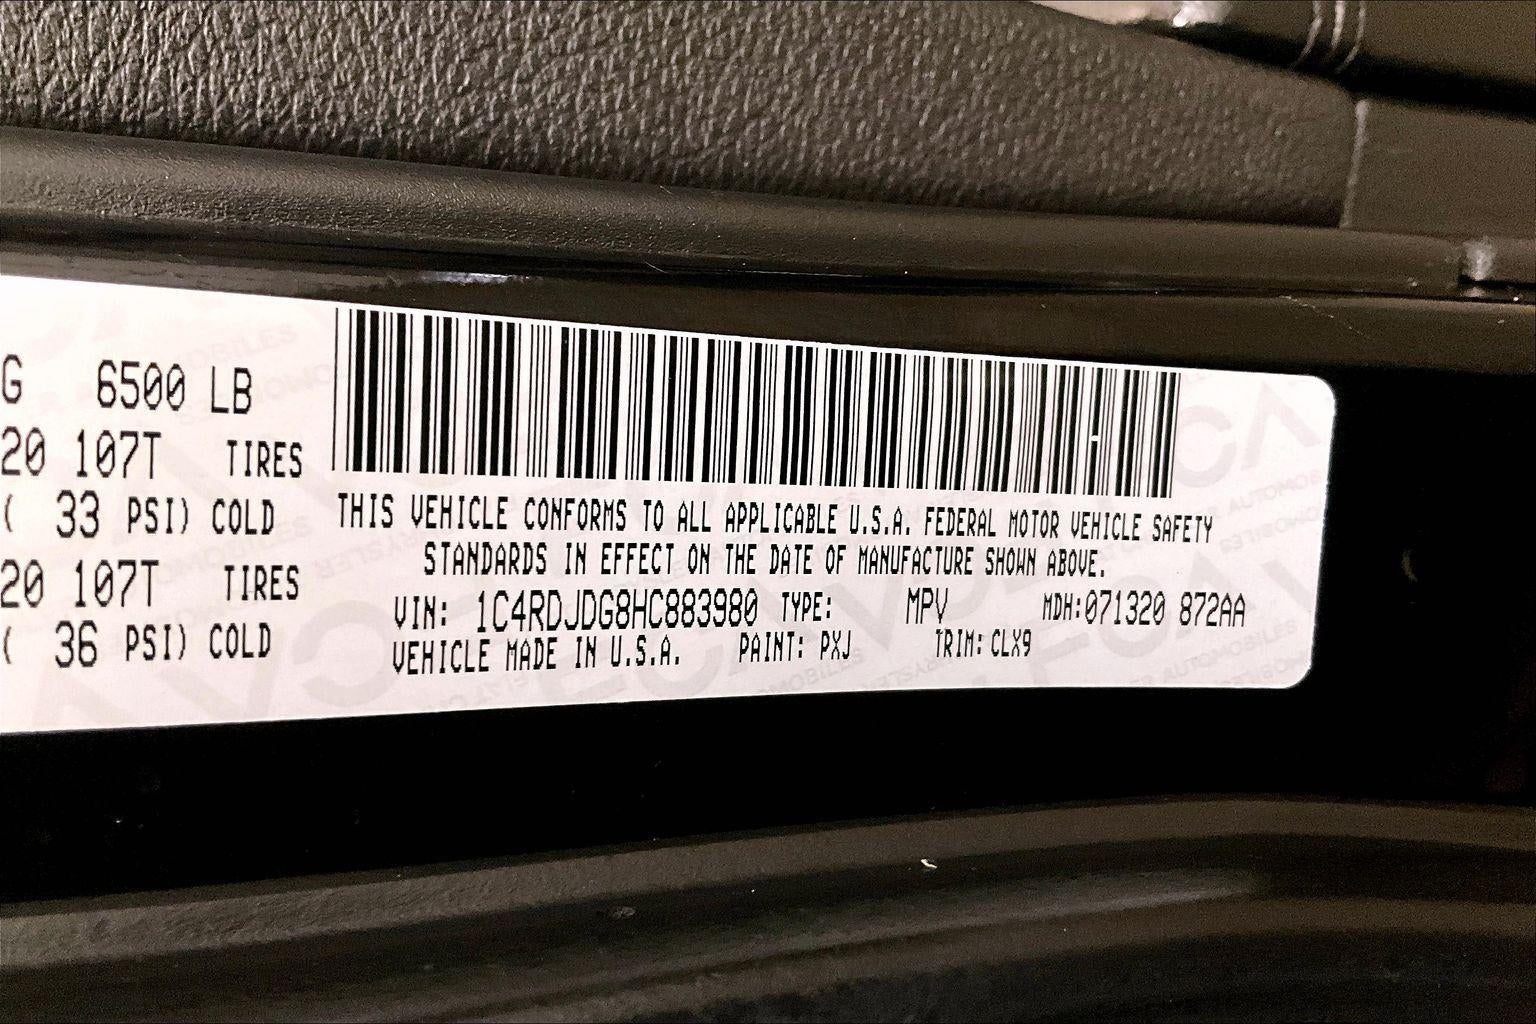 G 6500 LB
20 107T TIRES
( 33 PSI) COLD
20 107T TIRES
( 36 PSI) COLD
THIS VEHICLE CONFORMS TO ALL APPLICABLE U.S.A. FEDERAL MOTOR VEHICLE SAFETY
STANDARDS IN EFFECT ON THE DATE OF MANUFACTURE SHOWN ABOVE.
VIN: 1C4RDJDG8HC883980 TYPE: MPV MDH:071320 872AA
VEHICLE MADE IN U.S.A. PAINT: PXJ TRIM: CLX9